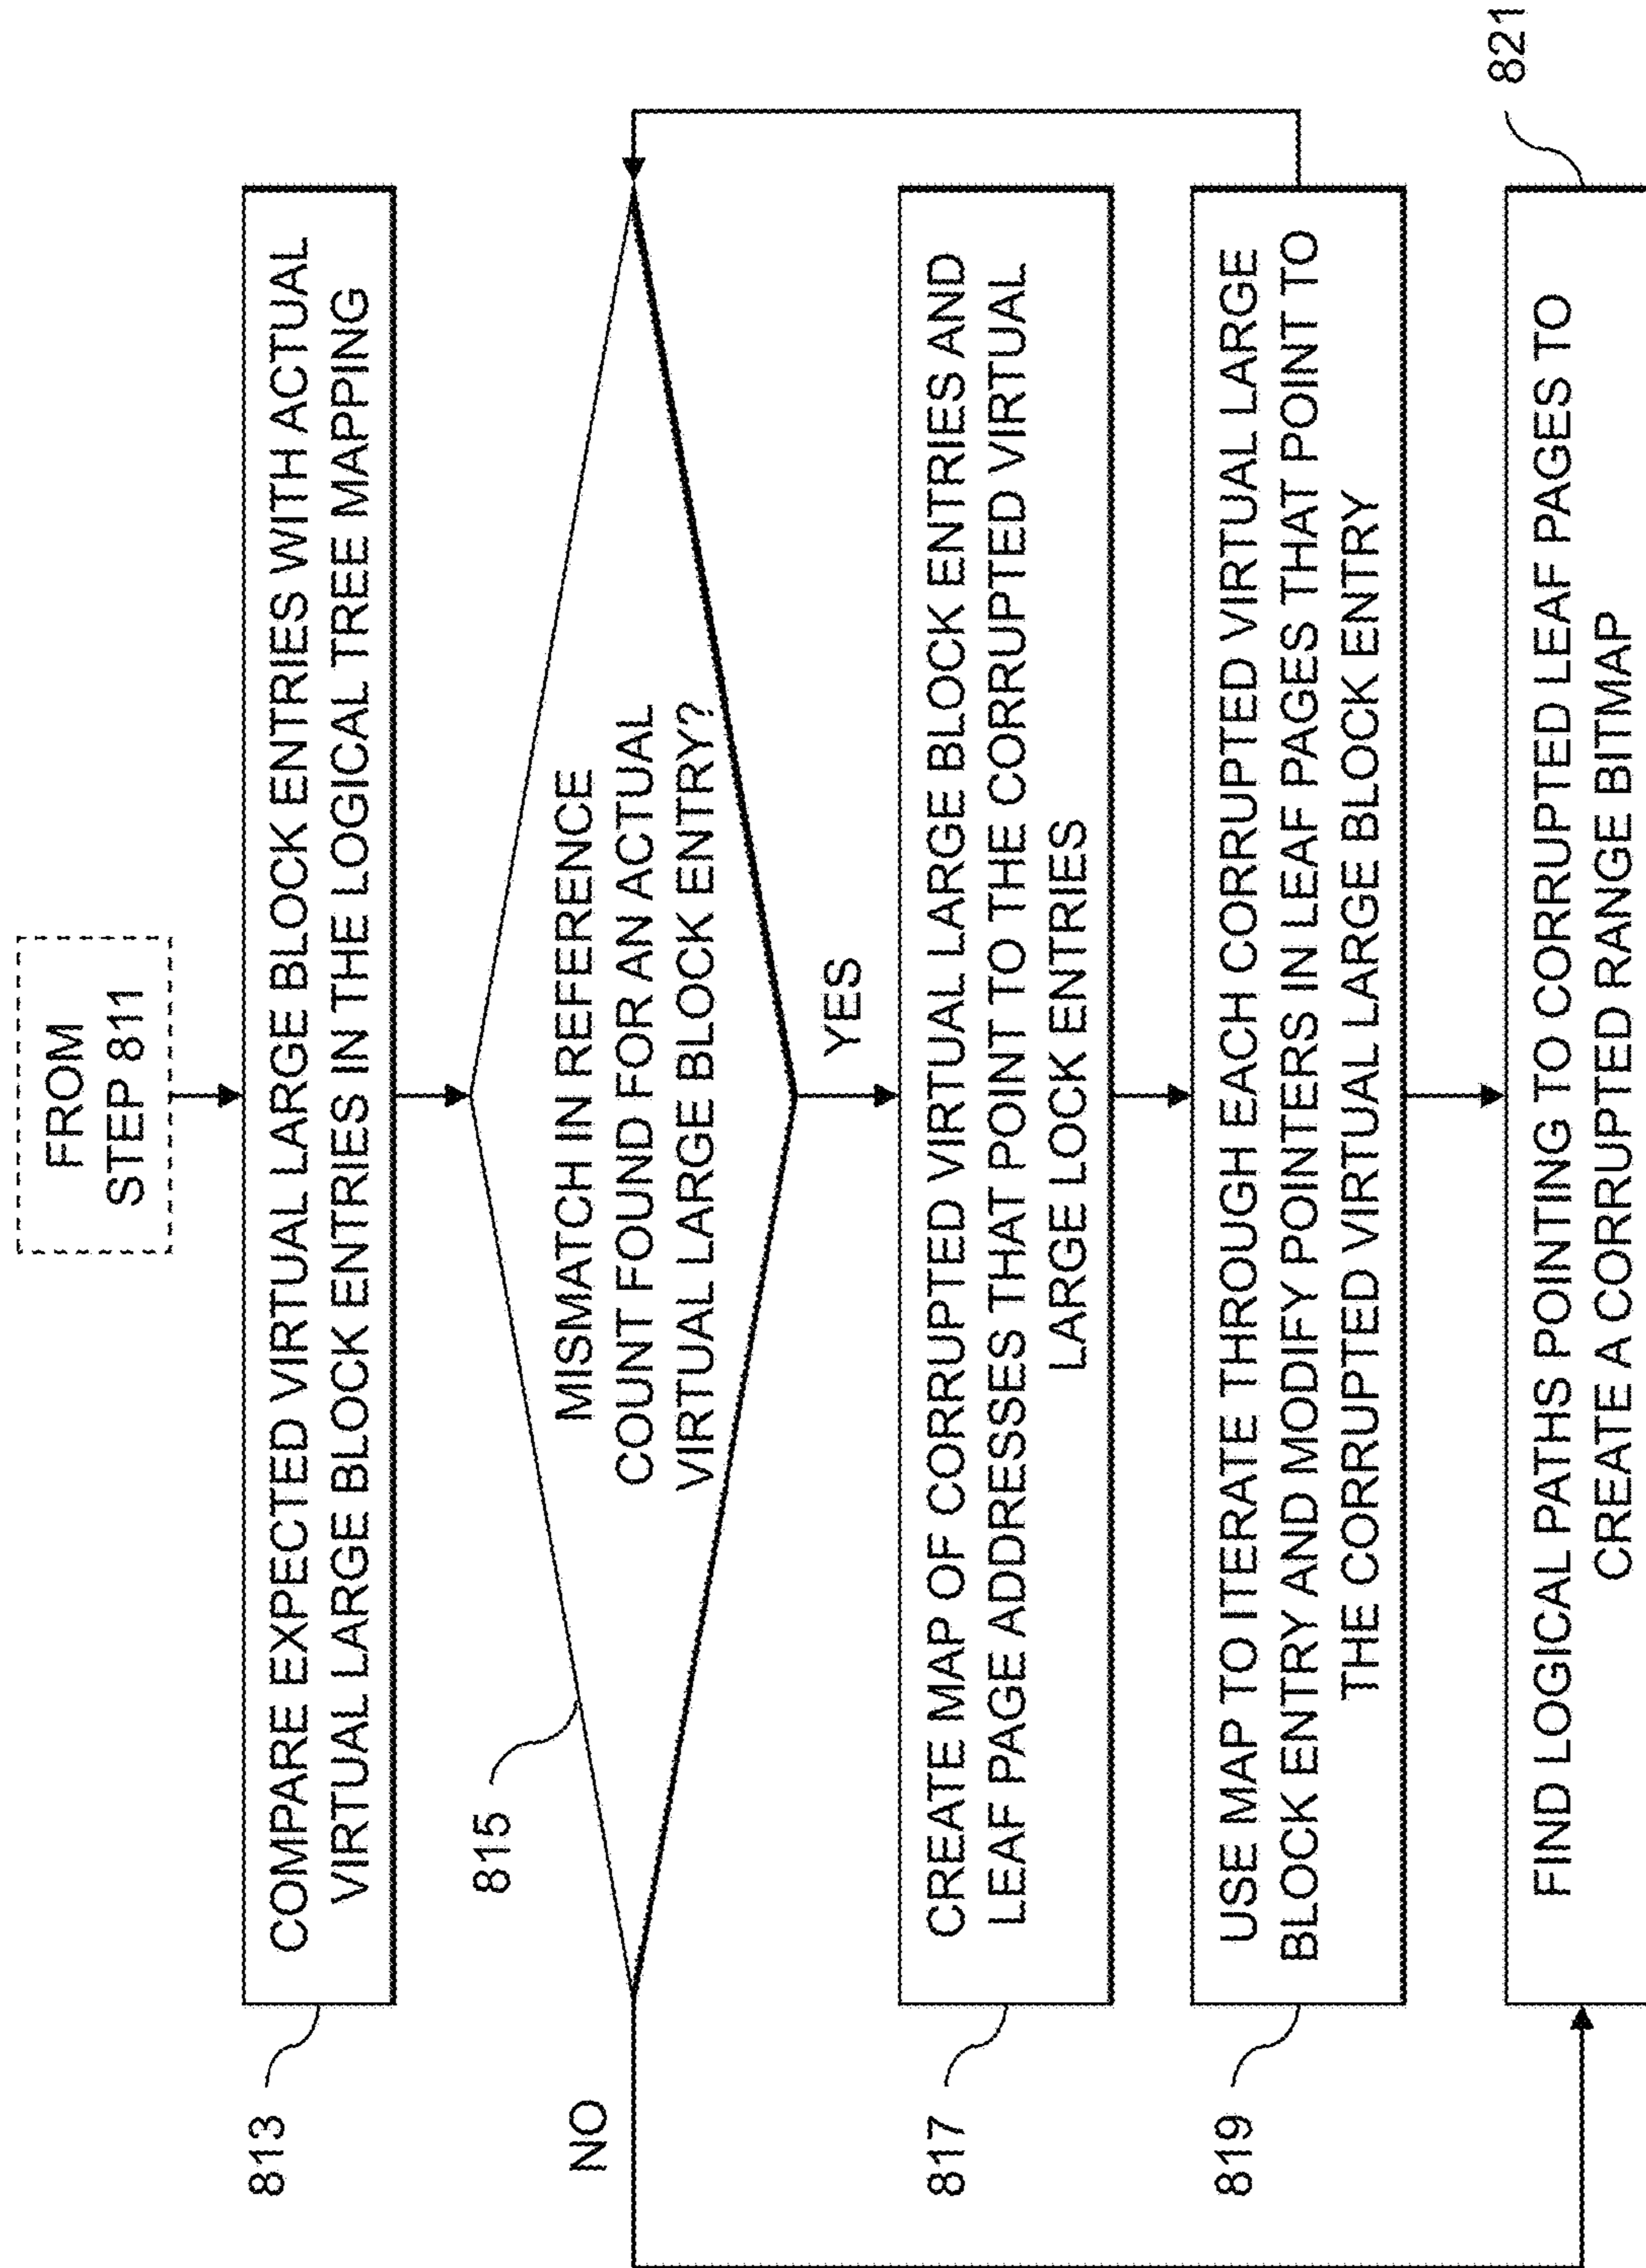 FROM
STEP 811
813
COMPARE EXPECTED VIRTUAL LARGE BLOCK ENTRIES WITH ACTUAL
VIRTUAL LARGE BLOCK ENTRIES IN THE LOGICAL TREE MAPPING
815
MISMATCH IN REFERENCE
COUNT FOUND FOR AN ACTUAL
VIRTUAL LARGE BLOCK ENTRY?
NO
YES
817
CREATE MAP OF CORRUPTED VIRTUAL LARGE BLOCK ENTRIES AND
LEAF PAGE ADDRESSES THAT POINT TO THE CORRUPTED VIRTUAL
LARGE LOCK ENTRIES
819
USE MAP TO ITERATE THROUGH EACH CORRUPTED VIRTUAL LARGE
BLOCK ENTRY AND MODIFY POINTERS IN LEAF PAGES THAT POINT TO
THE CORRUPTED VIRTUAL LARGE BLOCK ENTRY
821
FIND LOGICAL PATHS POINTING TO CORRUPTED LEAF PAGES TO
CREATE A CORRUPTED RANGE BITMAP